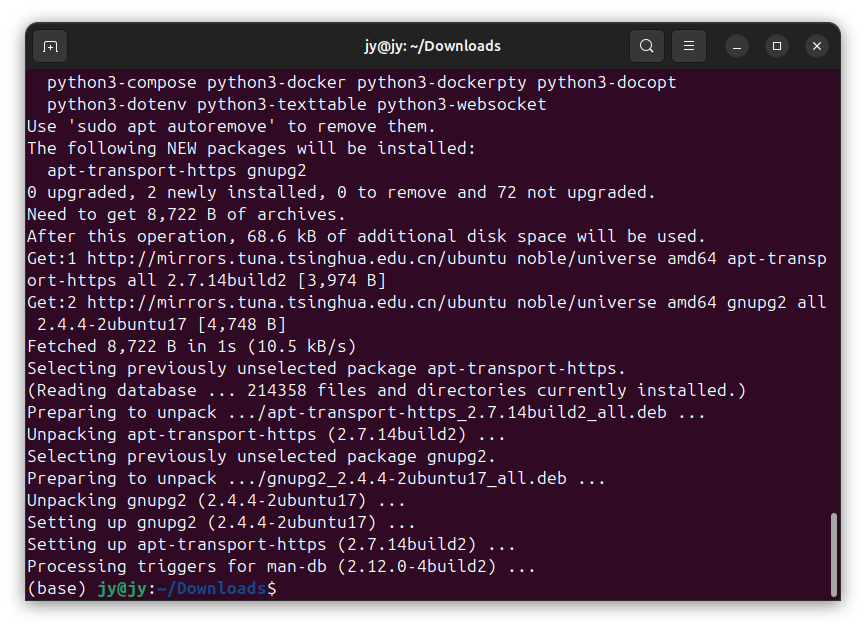 jy@jy: ~/Downloads
python3-compose python3-docker python3-dockerpty python3-docopt
python3-dotenv python3-texttable python3-websocket
Use 'sudo apt autoremove' to remove them.
The following NEW packages will be installed:
apt-transport-https gnupg2
0 upgraded, 2 newly installed, 0 to remove and 72 not upgraded.
Need to get 8,722 B of archives.
After this operation, 68.6 kB of additional disk space will be used.
Get:1 http://mirrors.tuna.tsinghua.edu.cn/ubuntu noble/universe amd64 apt-transp
ort-https all 2.7.14build2 [3,974 B]
Get:2 http://mirrors.tuna.tsinghua.edu.cn/ubuntu noble/universe amd64 gnupg2 all
2.4.4-2ubuntu17 [4,748 B]
Fetched 8,722 B in 1s (10.5 kB/s)
Selecting previously unselected package apt-transport-https.
(Reading database ... 214358 files and directories currently installed.)
Preparing to unpack .../apt-transport-https_2.7.14build2_all.deb ...
Unpacking apt-transport-https (2.7.14build2) ...
Selecting previously unselected package gnupg2.
Preparing to unpack .../gnupg2_2.4.4-2ubuntu17_all.deb ...
Unpacking gnupg2 (2.4.4-2ubuntu17) ...
Setting up gnupg2 (2.4.4-2ubuntu17) ...
Setting up apt-transport-https (2.7.14build2) ...
Processing triggers for man-db (2.12.0-4build2) ...
(base) jy@jy:~/Downloads$